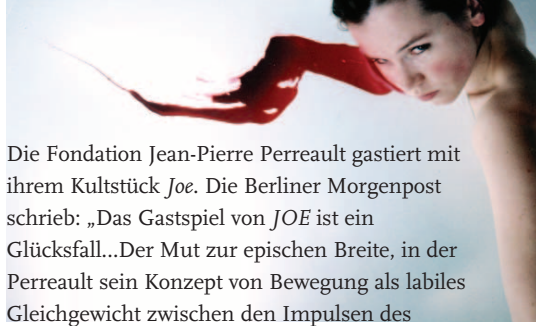 Die Fondation Jean-Pierre Perreault gastiert mit
ihrem Kultstück Joe. Die Berliner Morgenpost
schrieb: „Das Gastspiel von JOE ist ein
Glücksfall...Der Mut zur epischen Breite, in der
Perreault sein Konzept von Bewegung als labiles
Gleichgewicht zwischen den Impulsen des